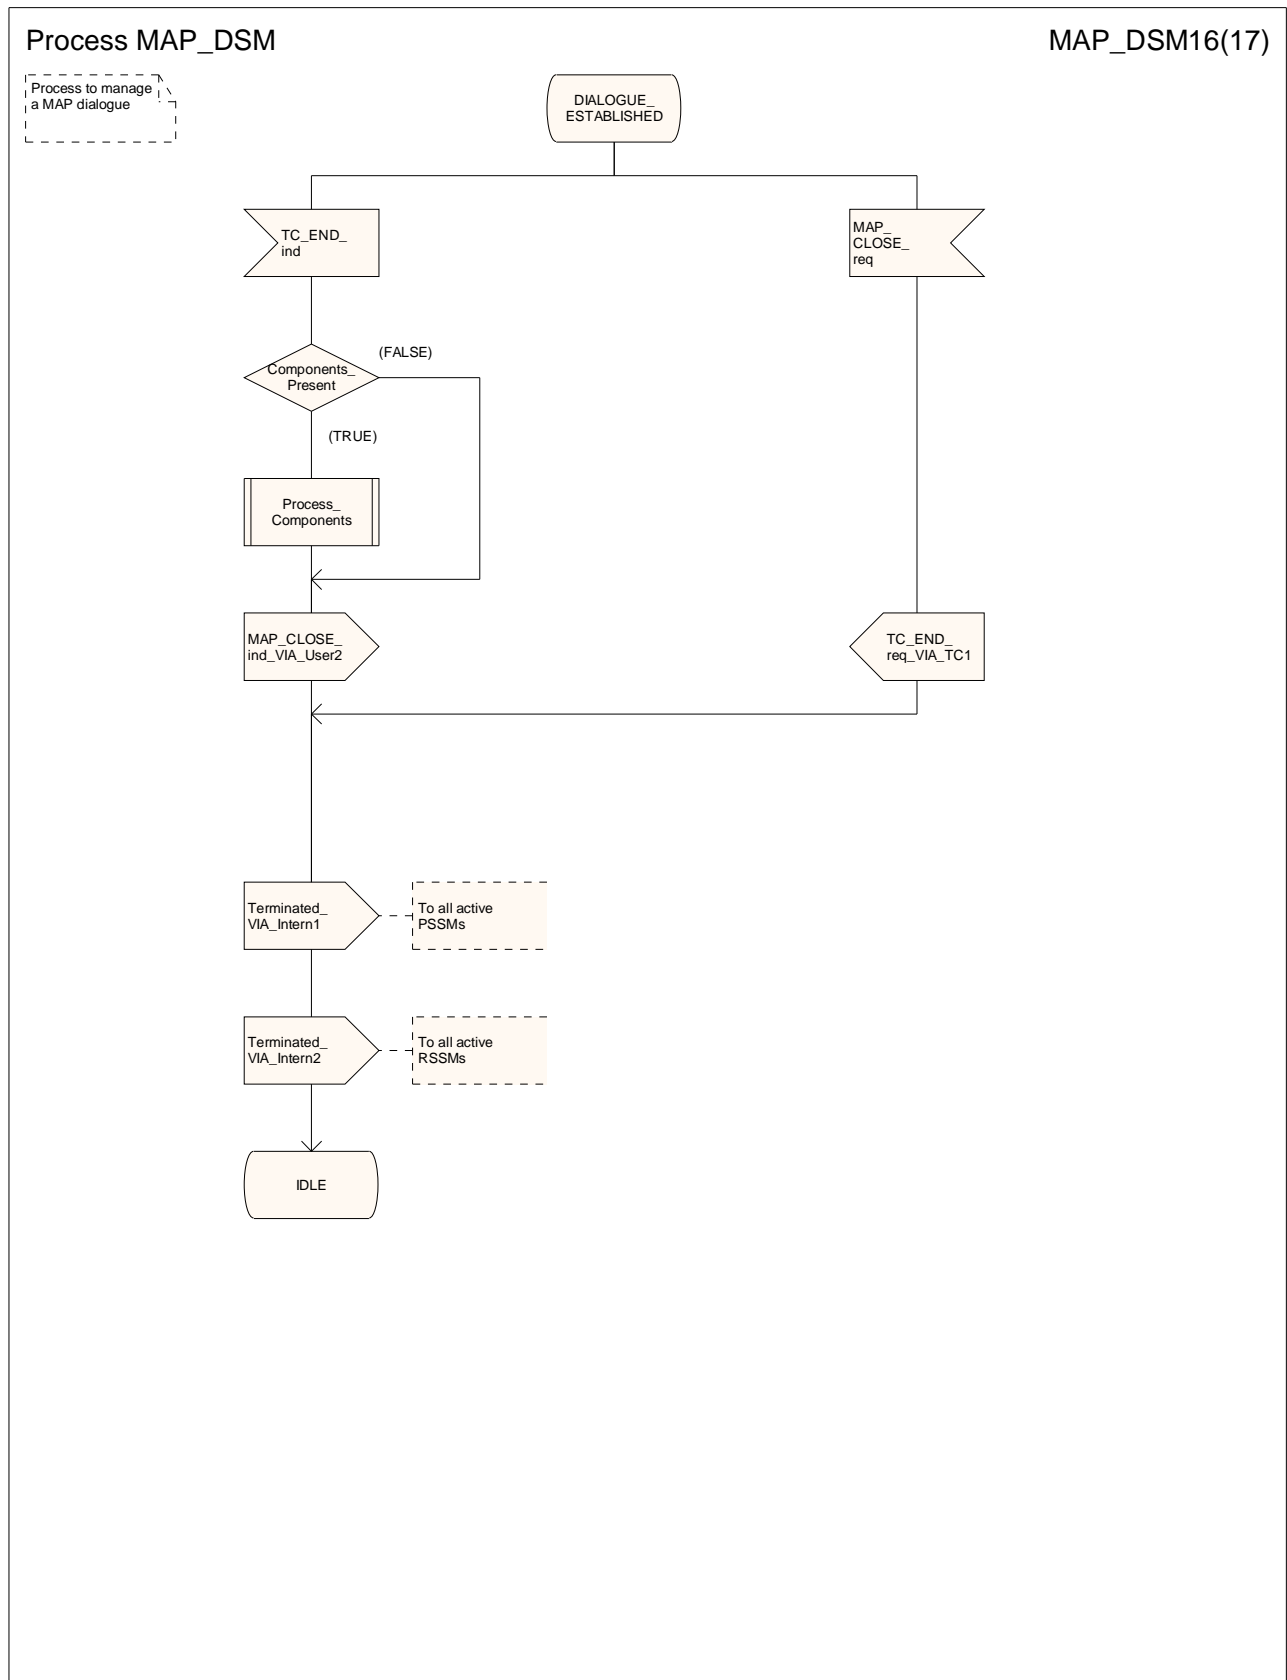 Process MAP_DSM
MAP_DSM16(17)
Process to manage
a MAP dialogue
DIALOGUE_
ESTABLISHED
TC_END_
ind
MAP_
CLOSE_
req
Components_
Present
(FALSE)
(TRUE)
Process_
Components
MAP_CLOSE_
ind_VIA_User2
TC_END_
req_VIA_TC1
Terminated_
VIA_Intern1
To all active
PSSMs
Terminated_
VIA_Intern2
To all active
RSSMs
IDLE